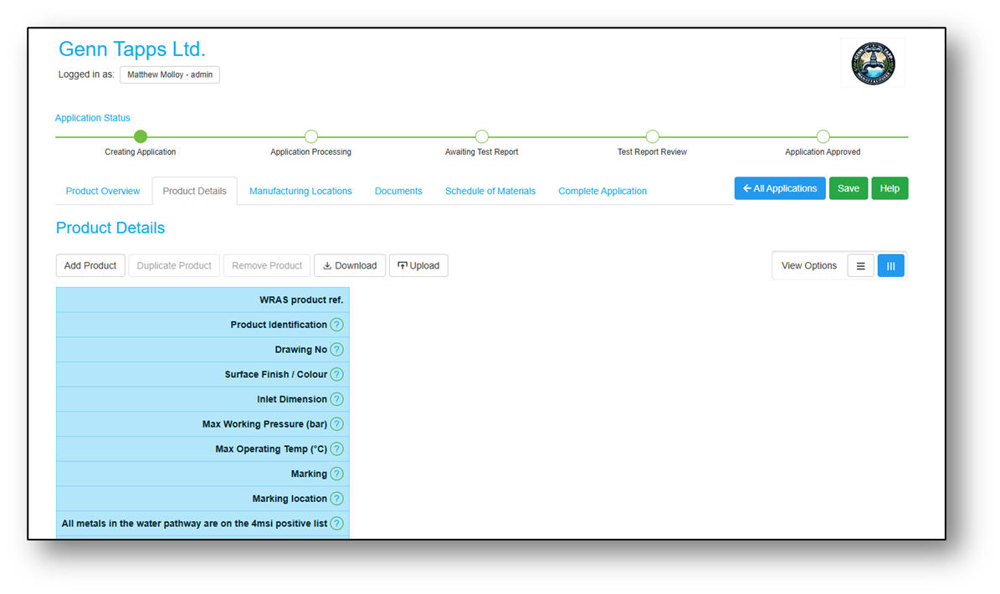 Genn Tapps Ltd.
Logged in as: Matthew Molloy - admin
GENN TAPP
Application Status
Creating Application Application Processing Awaiting Test Report Test Report Review Application Approved
Product Overview Product Details Manufacturing Locations Documents Schedule of Materials Complete Application All Applications Save Help
Product Details
Add Product Duplicate Product Remove Product Download Upload View Options
WRAS product ref.
Product Identification ?
Drawing No ?
Surface Finish / Colour ?
Inlet Dimension ?
Max Working Pressure (bar) ?
Max Operating Temp (°C) ?
Marking ?
Marking location ?
All metals in the water pathway are on the 4msi positive list ?